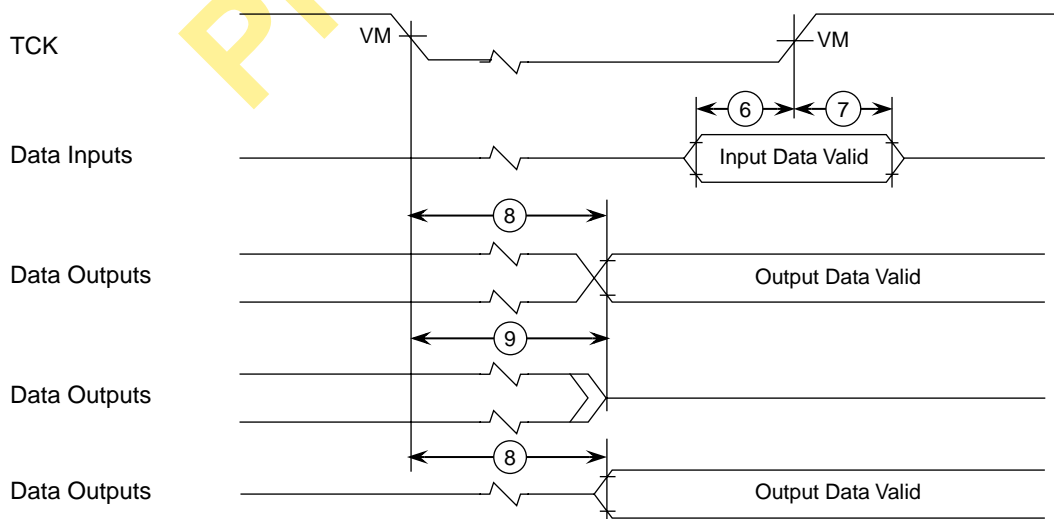 TCK
VM
VM
6
7
Data Inputs
Input Data Valid
8
Data Outputs
Output Data Valid
9
Data Outputs
8
Data Outputs
Output Data Valid